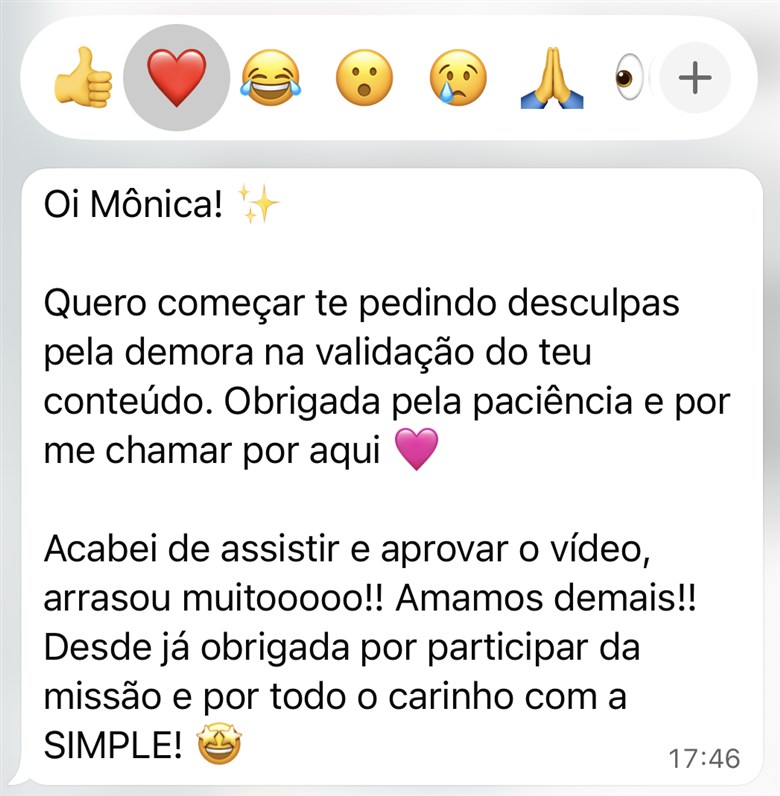 Oi Mônica! ✨
Quero começar te pedindo desculpas
pela demora na validação do teu
conteúdo. Obrigada pela paciência e por
me chamar por aqui 🩷
Acabei de assistir e aprovar o vídeo,
arrasou muitooooo!! Amamos demais!!
Desde já obrigada por participar da
missão e por todo o carinho com a
SIMPLE! 🤩
17:46